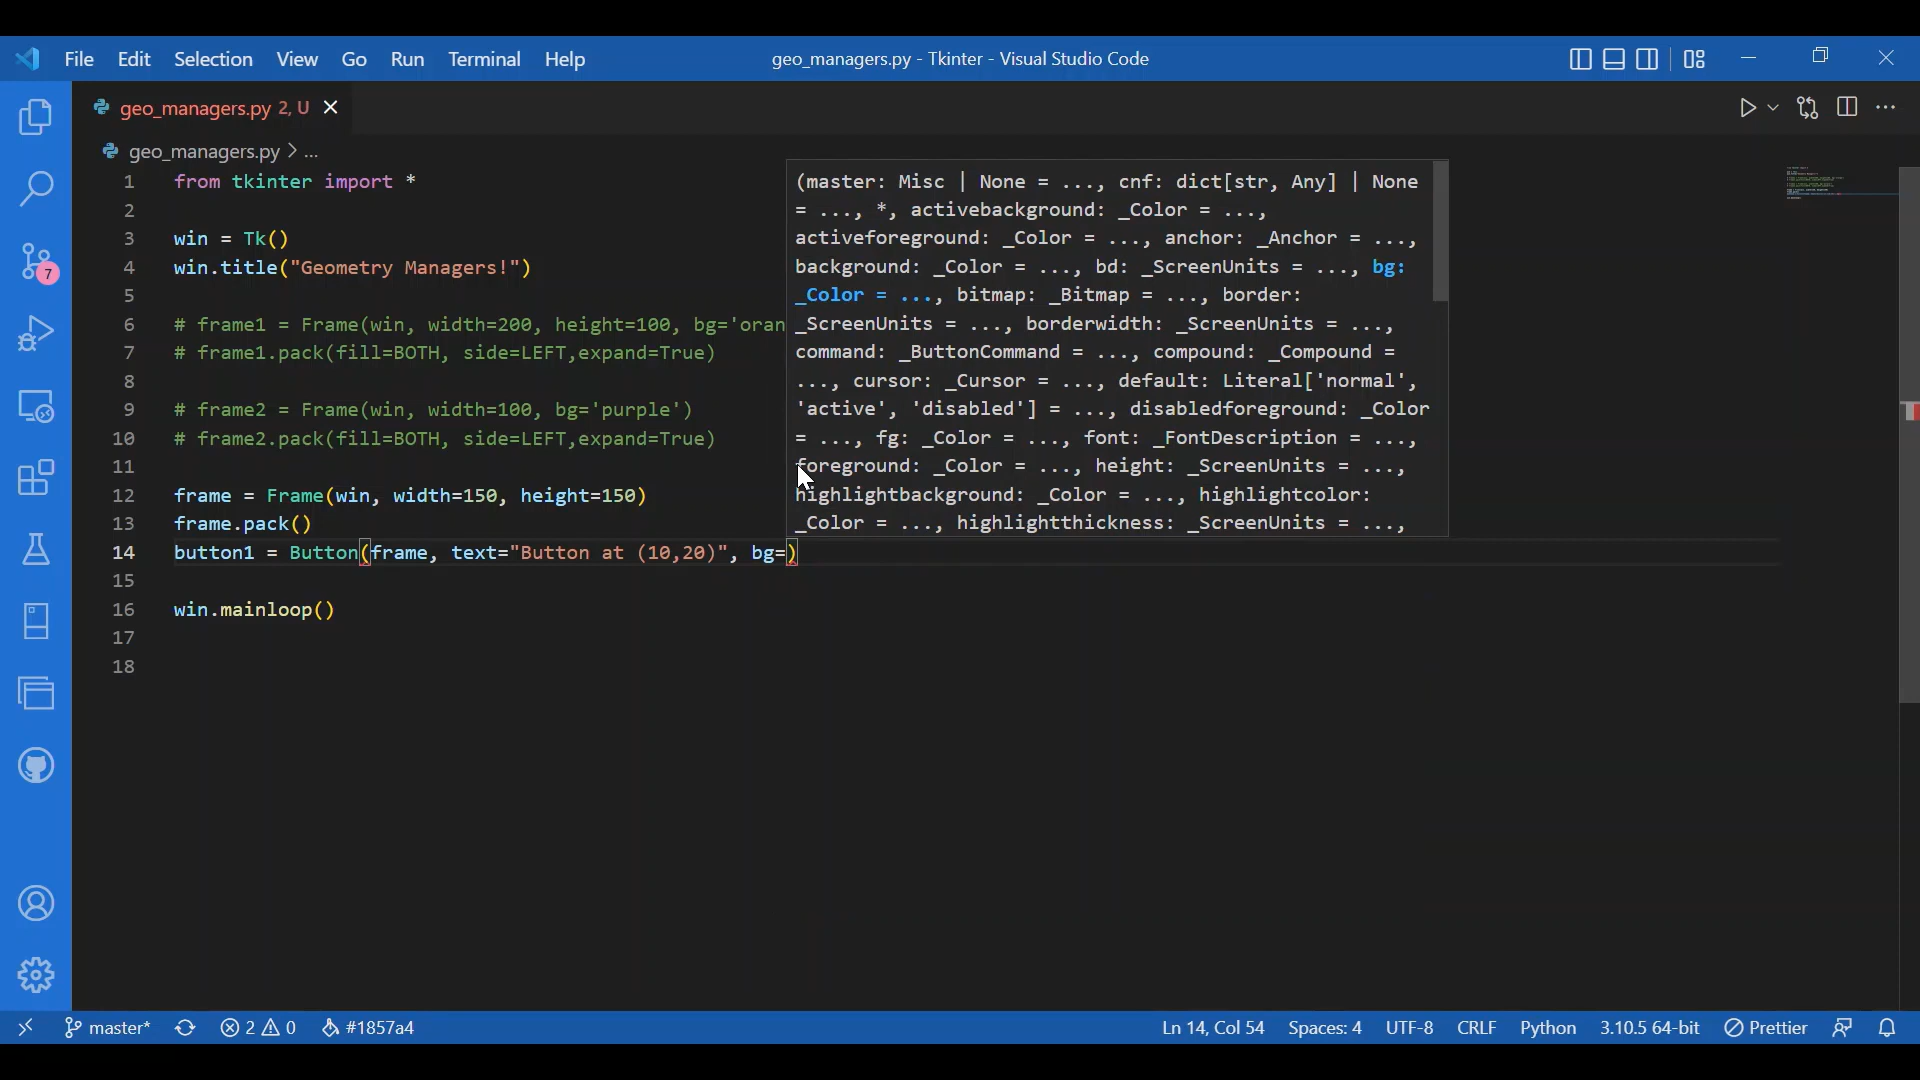 File Edit Selection View Go Run Terminal Help
geo_managers.py - Tkinter - Visual Studio Code
geo_managers.py 2, U
geo_managers.py > ...
1 from tkinter import *
2
3 win = Tk()
4 win.title("Geometry Managers!")
5
6 # frame1 = Frame(win, width=200, height=100, bg='oran
7 # frame1.pack(fill=BOTH, side=LEFT,expand=True)
8
9 # frame2 = Frame(win, width=100, bg='purple')
10 # frame2.pack(fill=BOTH, side=LEFT,expand=True)
11
12 frame = Frame(win, width=150, height=150)
13 frame.pack()
14 button1 = Button(frame, text="Button at (10,20)", bg=)
15
16 win.mainloop()
17
18
(master: Misc | None = ..., cnf: dict[str, Any] | None
= ..., *, activebackground: _Color = ...,
activeforeground: _Color = ..., anchor: _Anchor = ...,
background: _Color = ..., bd: _ScreenUnits = ..., bg:
_Color = ..., bitmap: _Bitmap = ..., border:
_ScreenUnits = ..., borderwidth: _ScreenUnits = ...,
command: _ButtonCommand = ..., compound: _Compound =
..., cursor: _Cursor = ..., default: Literal['normal',
'active', 'disabled'] = ..., disabledforeground: _Color
= ..., fg: _Color = ..., font: _FontDescription = ...,
foreground: _Color = ..., height: _ScreenUnits = ...,
highlightbackground: _Color = ..., highlightcolor:
_Color = ..., highlightthickness: _ScreenUnits = ...,
7
master* 2 0 #1857a4
Ln 14, Col 54 Spaces: 4 UTF-8 CRLF Python 3.10.5 64-bit Prettier